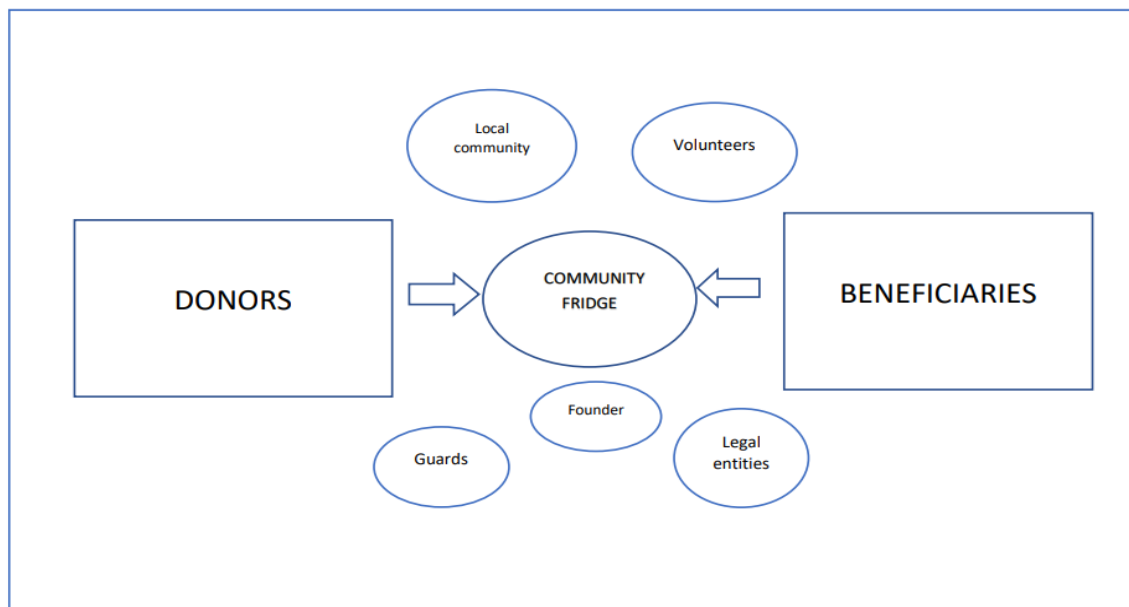 Local
community
Volunteers
DONORS
COMMUNITY
FRIDGE
BENEFICIARIES
Founder
Guards
Legal
entities